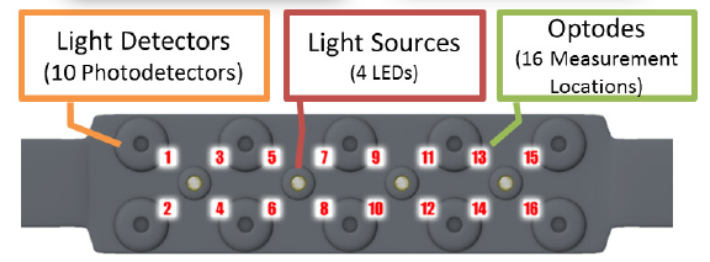 Light Detectors
(10 Photodetectors)
Light Sources
(4 LEDs)
Optodes
(16 Measurement
Locations)
1 3 5 7 9 11 13 15
2 4 6 8 10 12 14 16